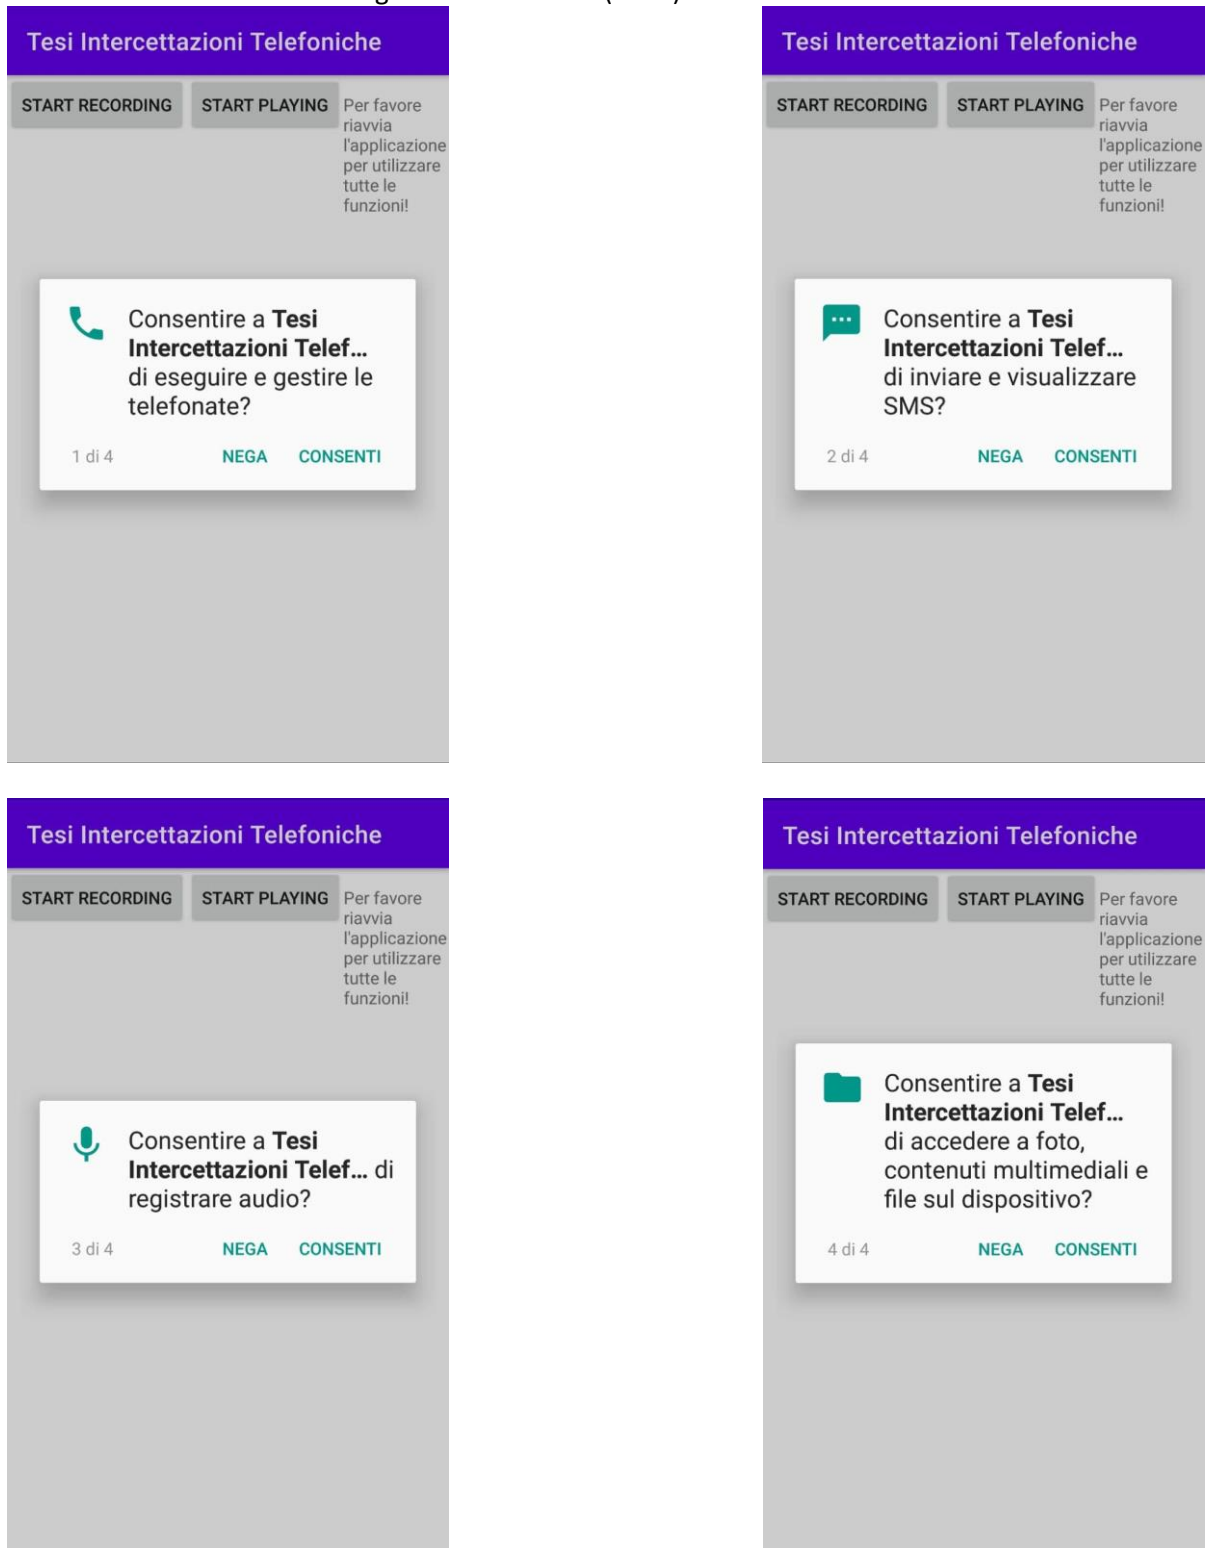 Tesi Intercettazioni Telefoniche
START RECORDING
START PLAYING
Per favore
riavvia
l'applicazione
per utilizzare
tutte le
funzioni!
Consentire a Tesi
Intercettazioni Telef...
di eseguire e gestire le
telefonate?
1 di 4
NEGA
CONSENTI
Tesi Intercettazioni Telefoniche
START RECORDING
START PLAYING
Per favore
riavvia
l'applicazione
per utilizzare
tutte le
funzioni!
Consentire a Tesi
Intercettazioni Telef...
di inviare e visualizzare
SMS?
2 di 4
NEGA
CONSENTI
Tesi Intercettazioni Telefoniche
START RECORDING
START PLAYING
Per favore
riavvia
l'applicazione
per utilizzare
tutte le
funzioni!
Consentire a Tesi
Intercettazioni Telef... di
registrare audio?
3 di 4
NEGA
CONSENTI
Tesi Intercettazioni Telefoniche
START RECORDING
START PLAYING
Per favore
riavvia
l'applicazione
per utilizzare
tutte le
funzioni!
Consentire a Tesi
Intercettazioni Telef...
di accedere a foto,
contenuti multimediali e
file sul dispositivo?
4 di 4
NEGA
CONSENTI